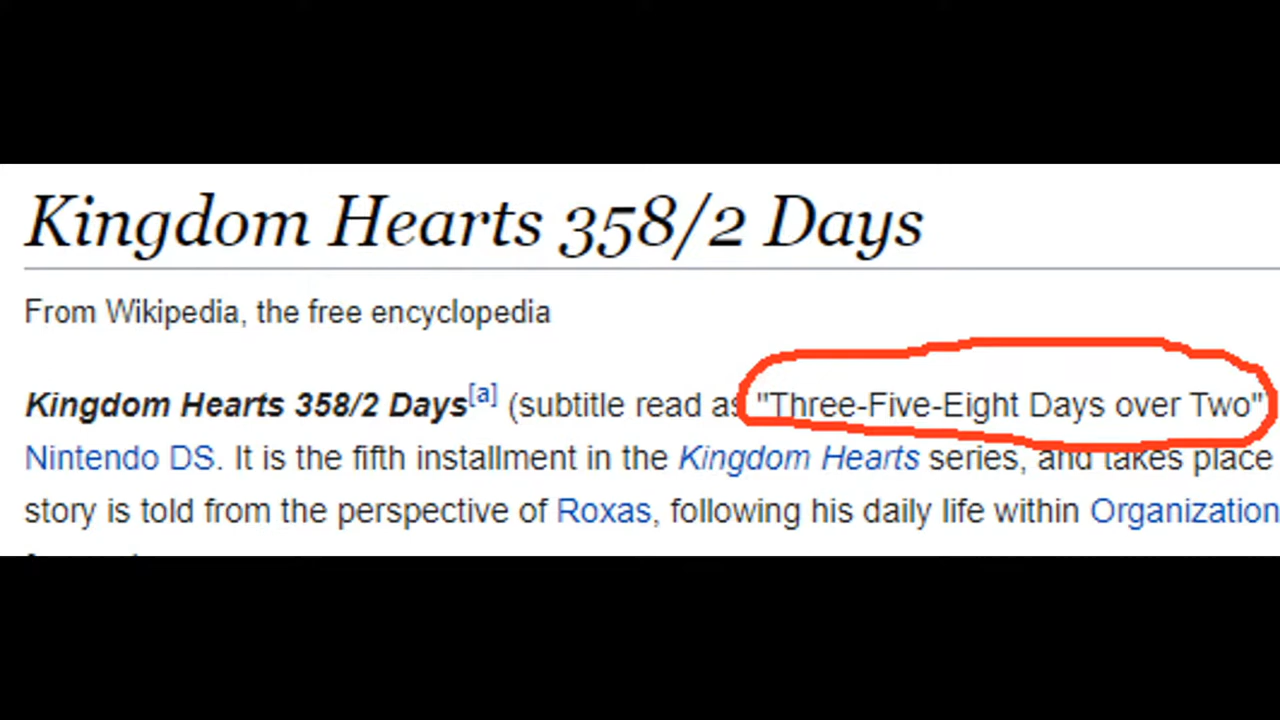 Kingdom Hearts 358/2 Days
From Wikipedia, the free encyclopedia
Kingdom Hearts 358/2 Days[a] (subtitle read as "Three-Five-Eight Days over Two"
Nintendo DS. It is the fifth installment in the Kingdom Hearts series, and takes place
story is told from the perspective of Roxas, following his daily life within Organization